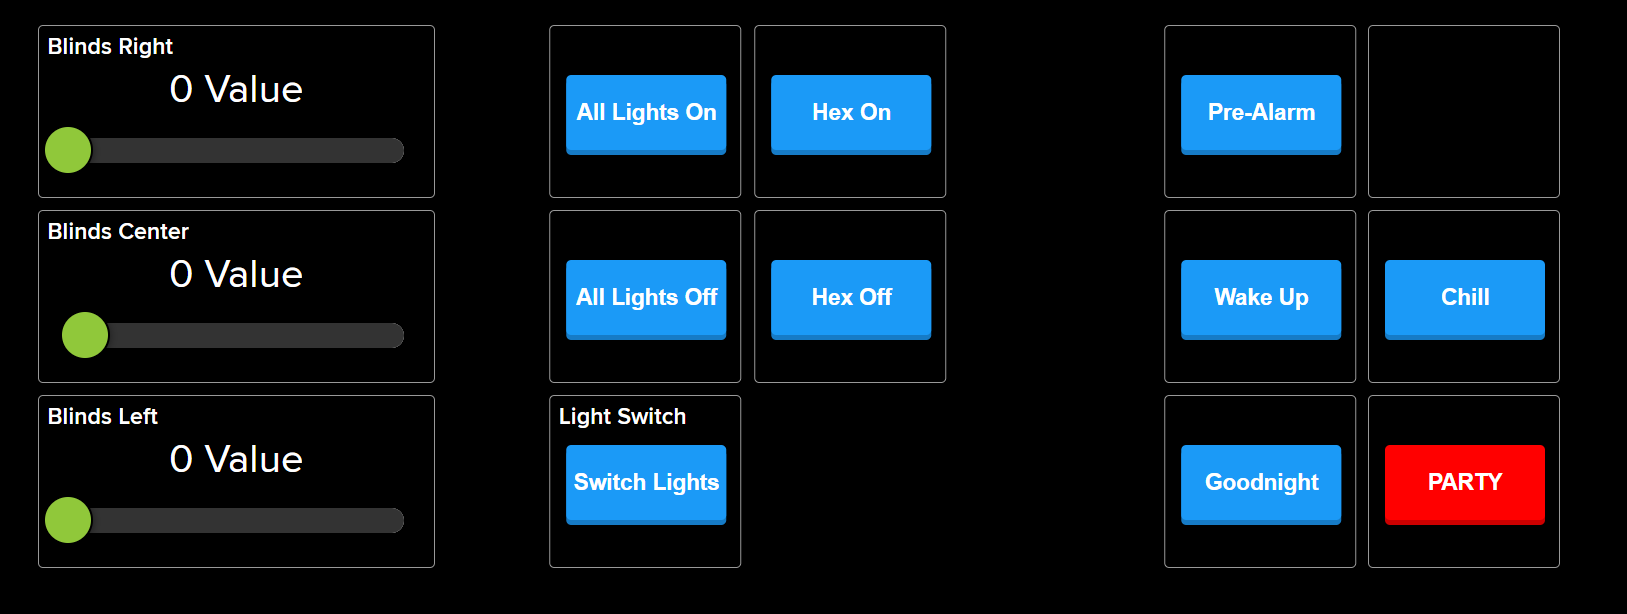 Blinds Right
0 Value
All Lights On
Hex On
Pre-Alarm
Blinds Center
0 Value
All Lights Off
Hex Off
Wake Up
Chill
Blinds Left
0 Value
Light Switch
Switch Lights
Goodnight
PARTY